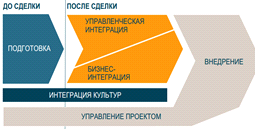 ДО СДЕЛКИ
ПОСЛЕ СДЕЛКИ
ПОДГОТОВКА
УПРАВЛЕНЧЕСКАЯ
ИНТЕГРАЦИЯ
БИЗНЕС-
ИНТЕГРАЦИЯ
ВНЕДРЕНИЕ
ИНТЕГРАЦИЯ КУЛЬТУР
УПРАВЛЕНИЕ ПРОЕКТОМ